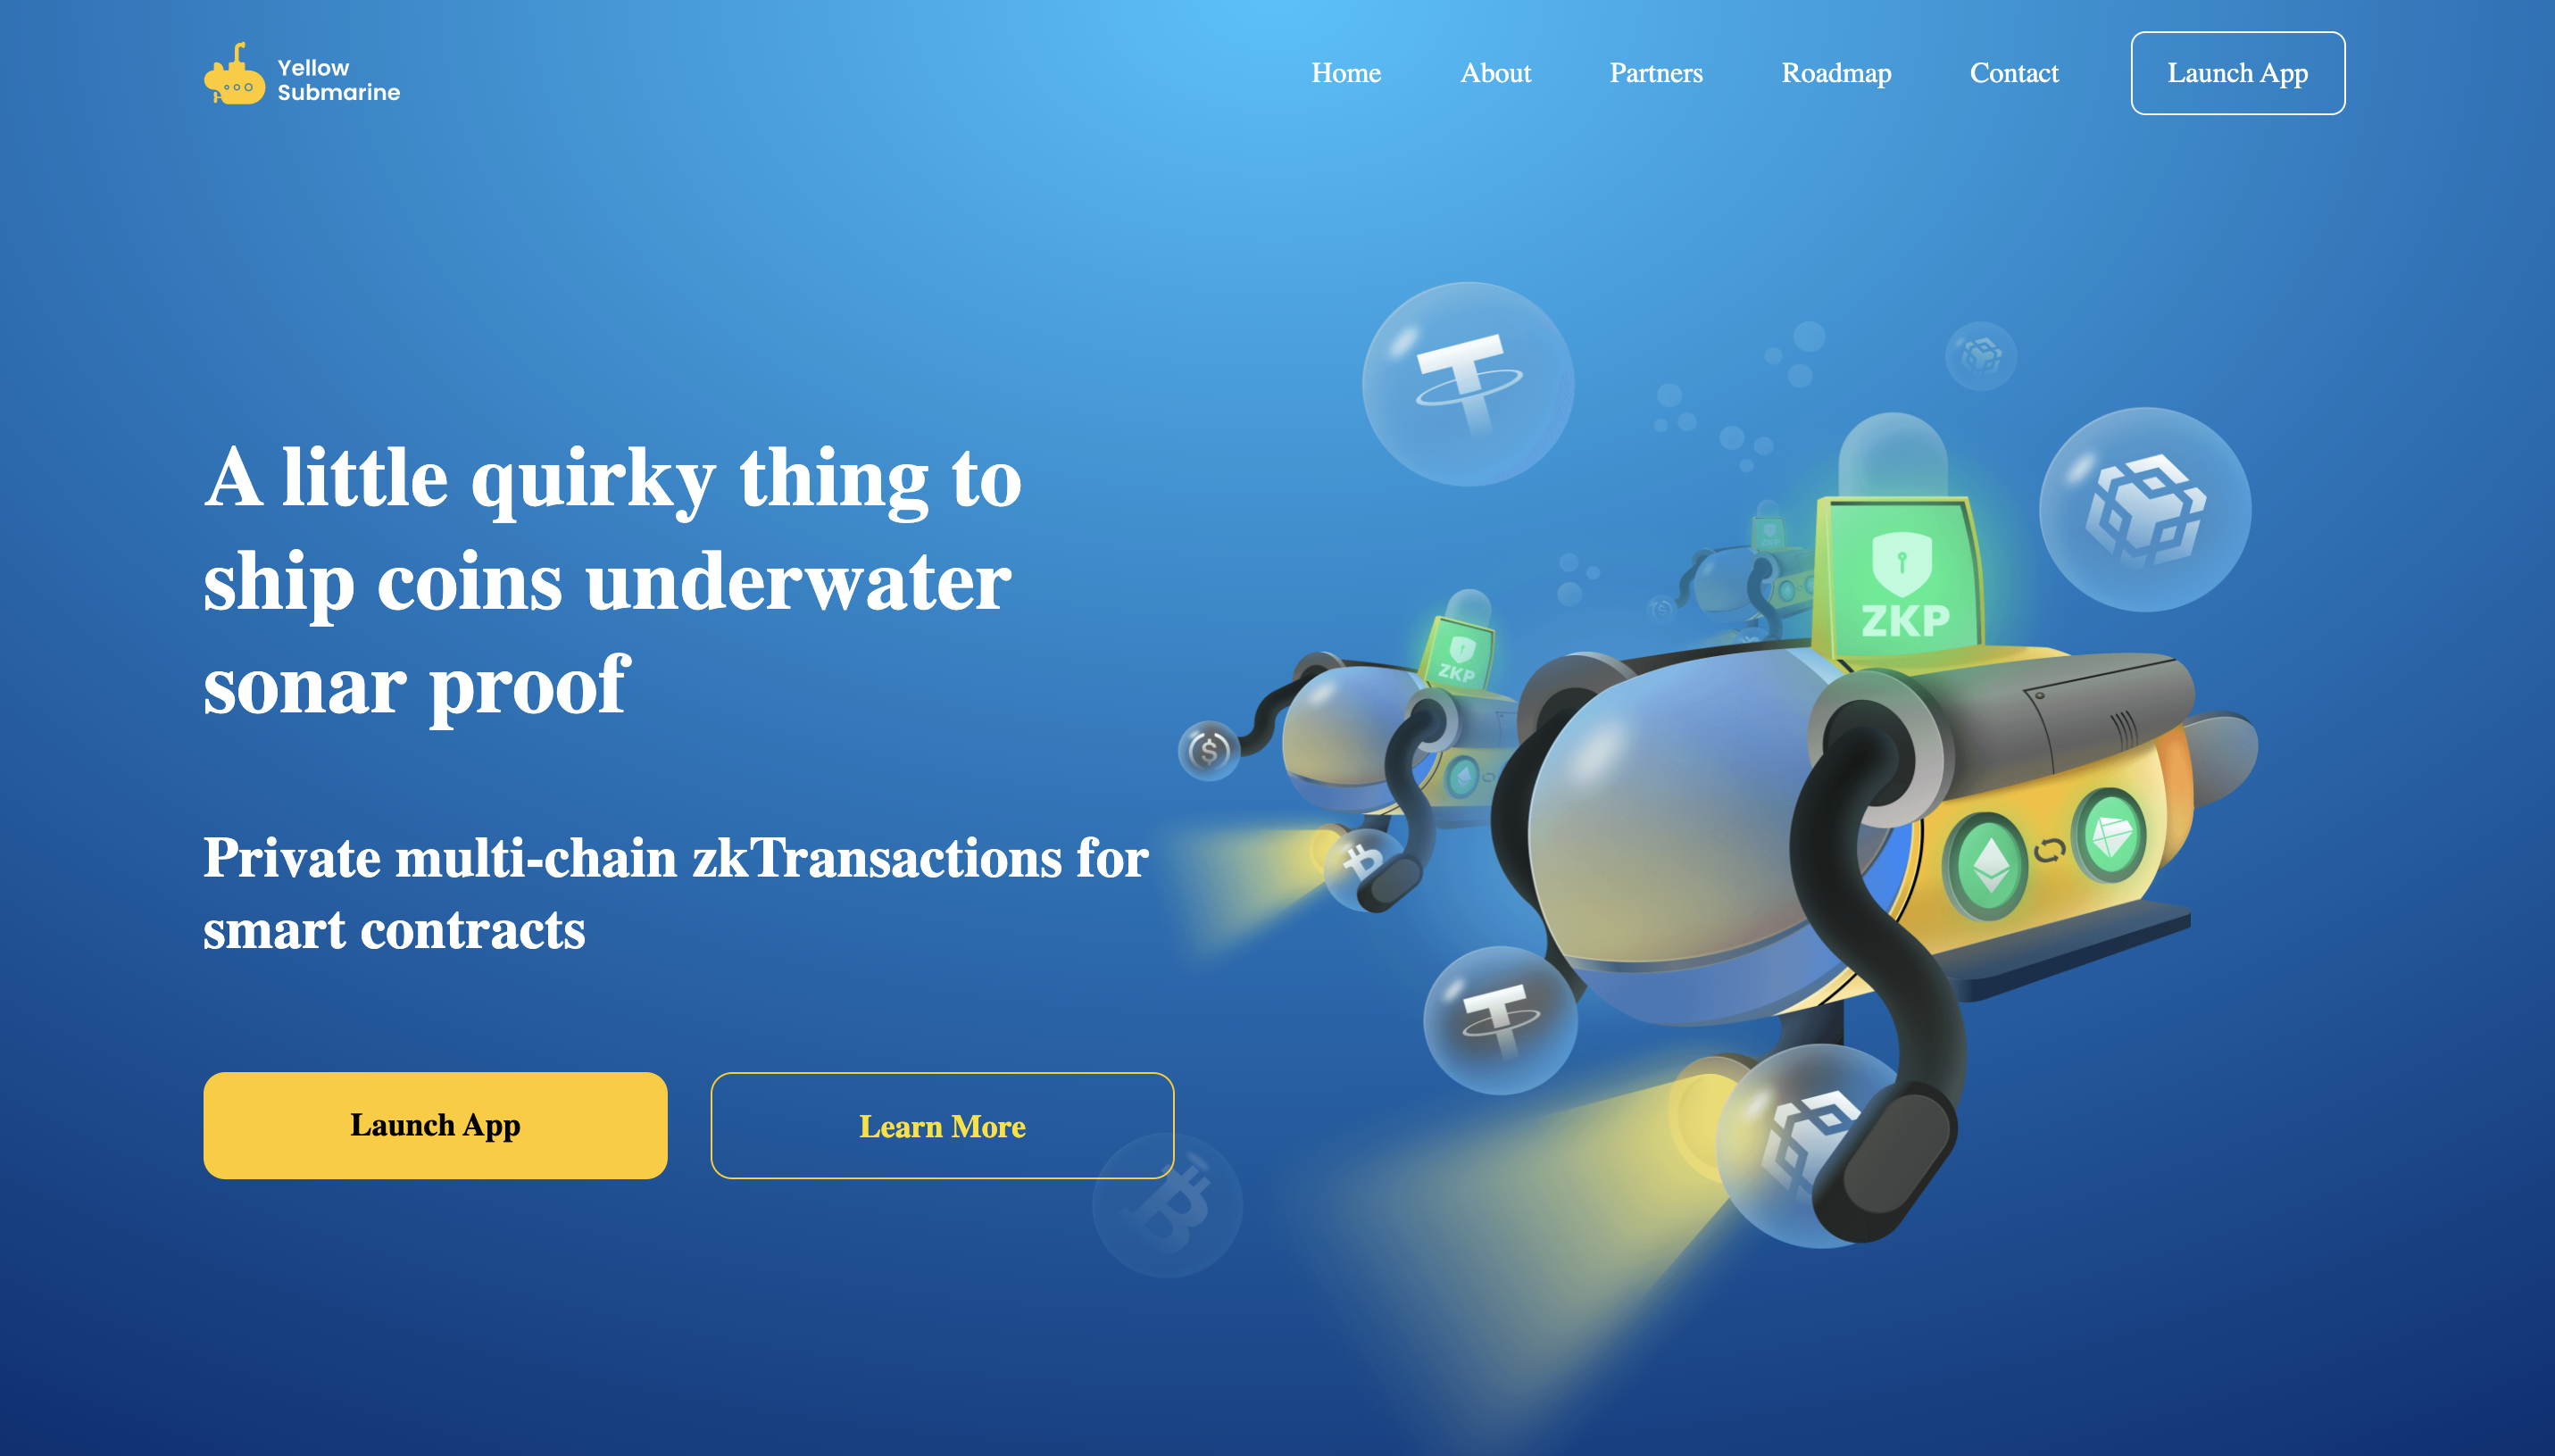 Yellow
Submarine
Home
About
Partners
Roadmap
Contact
Launch App
A little quirky thing to
ship coins underwater
sonar proof
Private multi-chain zkTransactions for
smart contracts
Launch App
Learn More
ZKP
ZKP